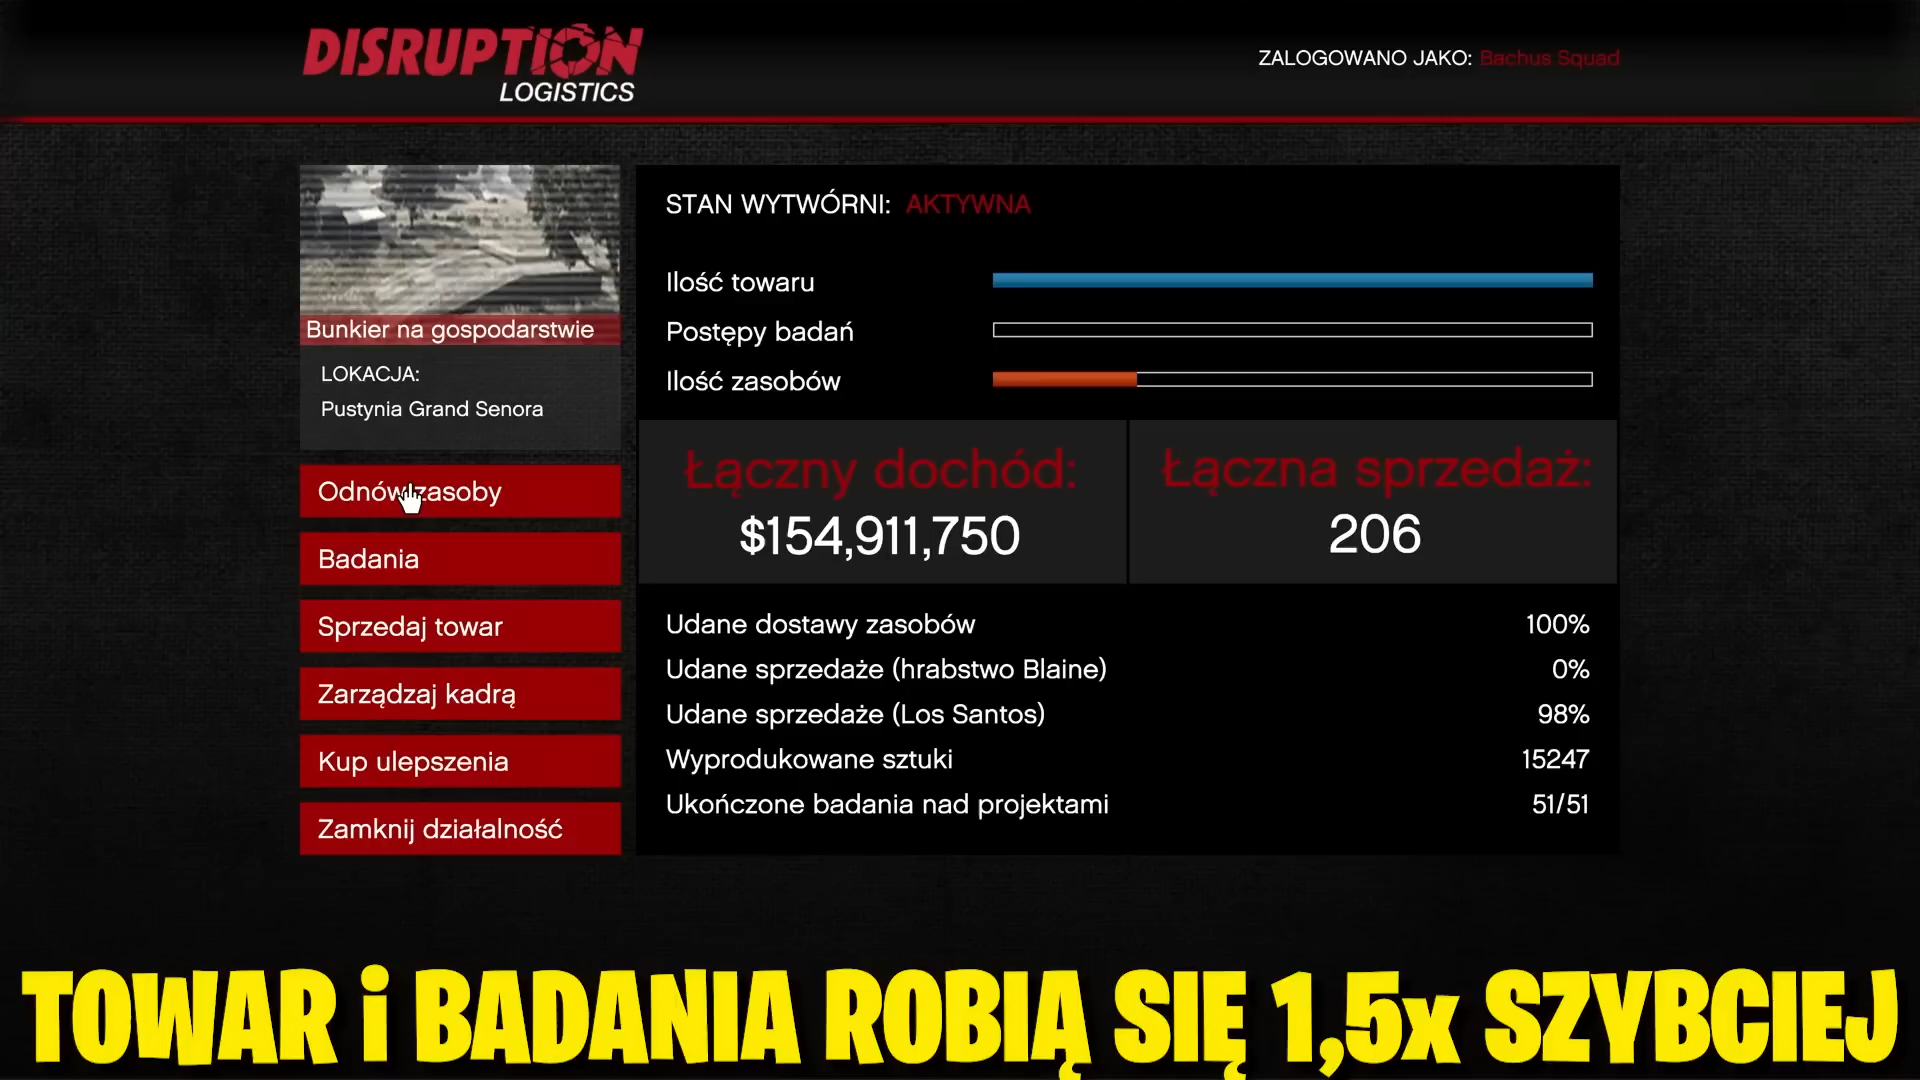 DISRUPTION
LOGISTICS
ZALOGOWANO JAKO: Bachus Squad
Bunkier na gospodarstwie
LOKACJA:
Pustynia Grand Senora
Odnów zasoby
Badania
Sprzedaj towar
Zarządzaj kadrą
Kup ulepszenia
Zamknij działalność
STAN WYTWÓRNI: AKTYWNA
Ilość towaru
Postępy badań
Ilość zasobów
Łączny dochód:
$154,911,750
Łączna sprzedaż:
206
Udane dostawy zasobów 100%
Udane sprzedaże (hrabstwo Blaine) 0%
Udane sprzedaże (Los Santos) 98%
Wyprodukowane sztuki 15247
Ukończone badania nad projektami 51/51
TOWAR i BADANIA ROBIĄ SIĘ 1,5x SZYBCIEJ